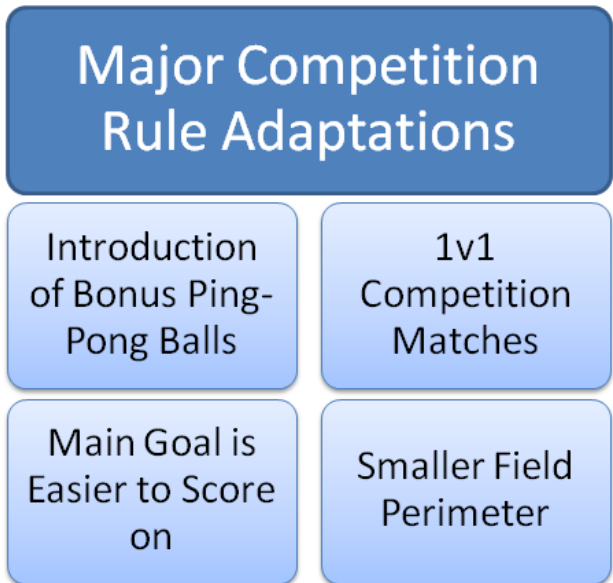 Major Competition
Rule Adaptations
Introduction
of Bonus Ping-
Pong Balls
1v1
Competition
Matches
Main Goal is
Easier to Score
on
Smaller Field
Perimeter